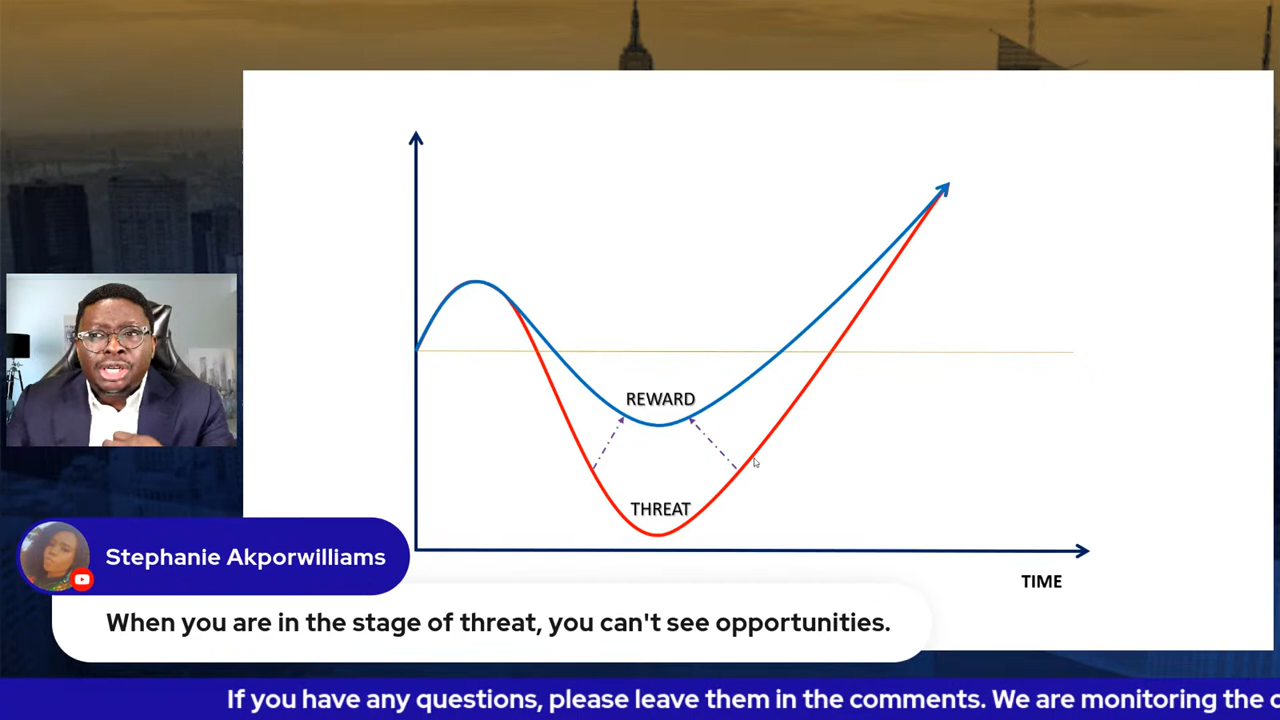 REWARD
THREAT
TIME
Stephanie Akporwilliams
When you are in the stage of threat, you can't see opportunities.
If you have any questions, please leave them in the comments. We are monitoring the